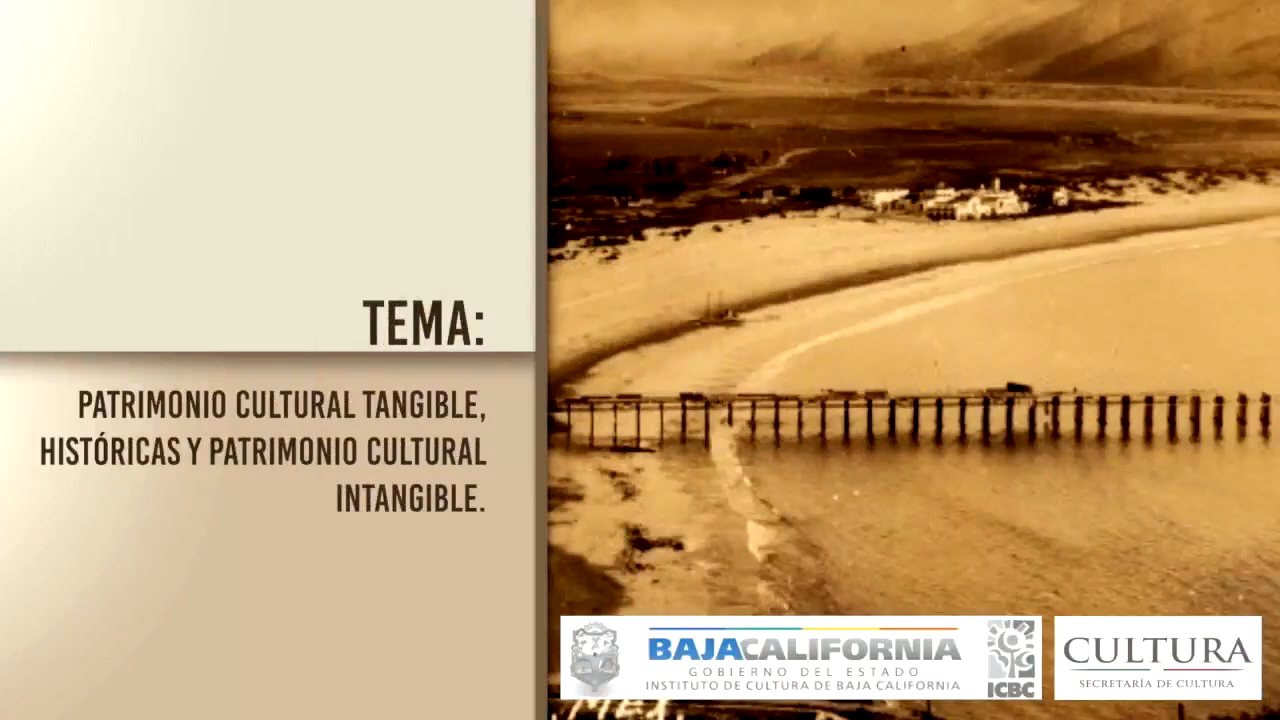 TEMA:
PATRIMONIO CULTURAL TANGIBLE,
HISTÓRICAS Y PATRIMONIO CULTURAL
INTANGIBLE.
BAJACALIFORNIA
GOBIERNO DEL ESTADO
INSTITUTO DE CULTURA DE BAJA CALIFORNIA
ICBC
CULTURA
SECRETARÍA DE CULTURA
MEX.